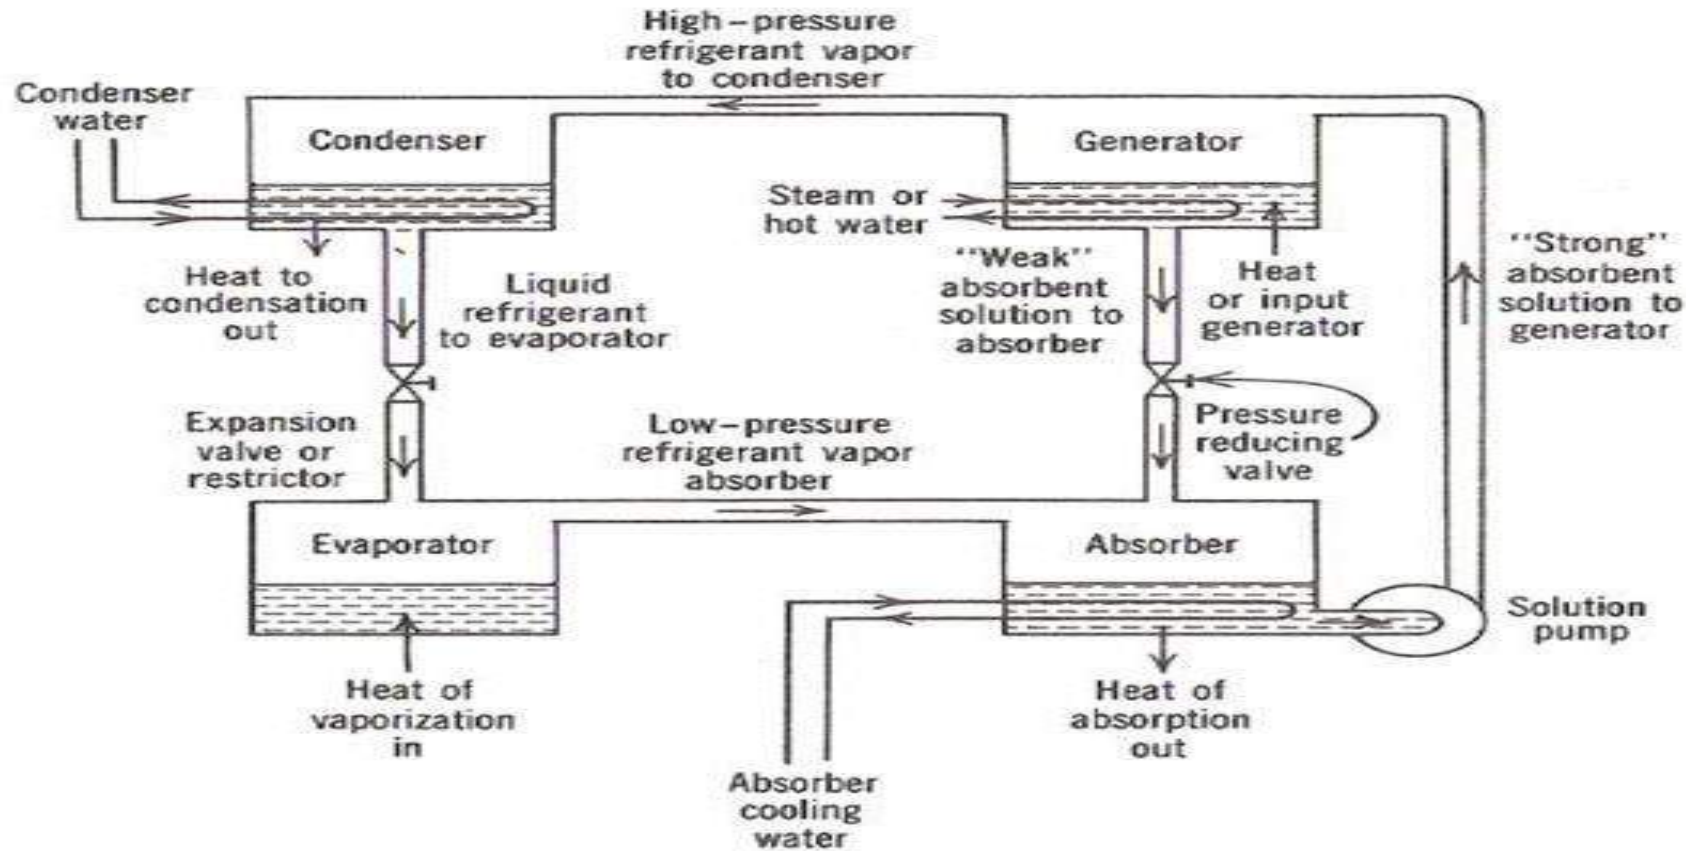 High-pressure
refrigerant vapor
to condenser
Condenser
water
Condenser
Generator
Steam or
hot water
Heat to
condensation
out
Liquid
refrigerant
to evaporator
"Weak"
absorbent
solution to
absorber
Heat
or input
generator
"Strong"
absorbent
solution to
generator
Expansion
valve or
restrictor
Low-pressure
refrigerant vapor
absorber
Pressure
reducing
valve
Evaporator
Absorber
Solution
pump
Heat of
vaporization
in
Heat of
absorption
out
Absorber
cooling
water